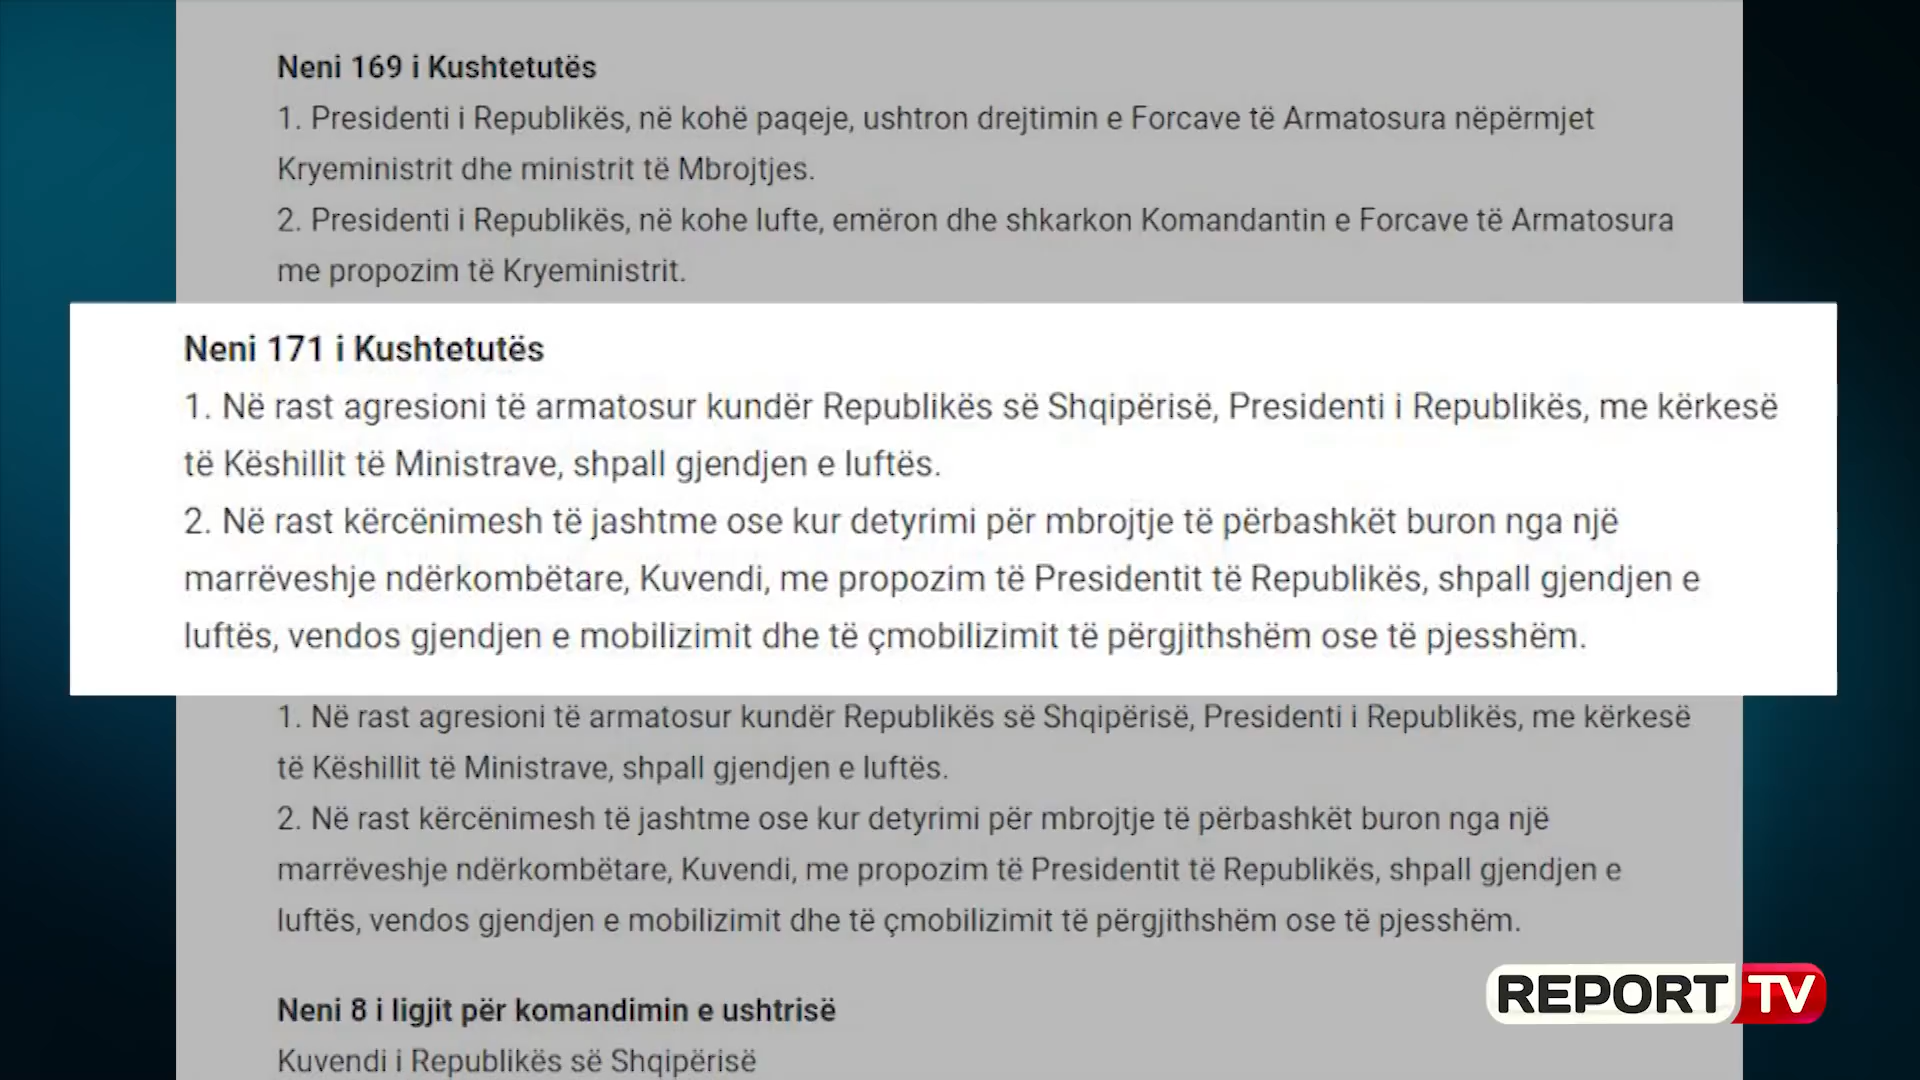 Neni 169 i Kushtetutës
1. Presidenti i Republikës, në kohë paqeje, ushtron drejtimin e Forcave të Armatosura nëpërmjet
Kryeministrit dhe ministrit të Mbrojtjes.
2. Presidenti i Republikës, në kohe lufte, emëron dhe shkarkon Komandantin e Forcave të Armatosura
me propozim të Kryeministrit.
Neni 171 i Kushtetutës
1. Në rast agresioni të armatosur kundër Republikës së Shqipërisë, Presidenti i Republikës, me kërkesë
të Këshillit të Ministrave, shpall gjendjen e luftës.
2. Në rast kërcënimesh të jashtme ose kur detyrimi për mbrojtje të përbashkët buron nga një
marrëveshje ndërkombëtare, Kuvendi, me propozim të Presidentit të Republikës, shpall gjendjen e
luftës, vendos gjendjen e mobilizimit dhe të çmobilizimit të përgjithshëm ose të pjesshëm.
1. Në rast agresioni të armatosur kundër Republikës së Shqipërisë, Presidenti i Republikës, me kërkesë
të Këshillit të Ministrave, shpall gjendjen e luftës.
2. Në rast kërcënimesh të jashtme ose kur detyrimi për mbrojtje të përbashkët buron nga një
marrëveshje ndërkombëtare, Kuvendi, me propozim të Presidentit të Republikës, shpall gjendjen e
luftës, vendos gjendjen e mobilizimit dhe të çmobilizimit të përgjithshëm ose të pjesshëm.
Neni 8 i ligjit për komandimin e ushtrisë
Kuvendi i Republikës së Shqipërisë
REPORT TV